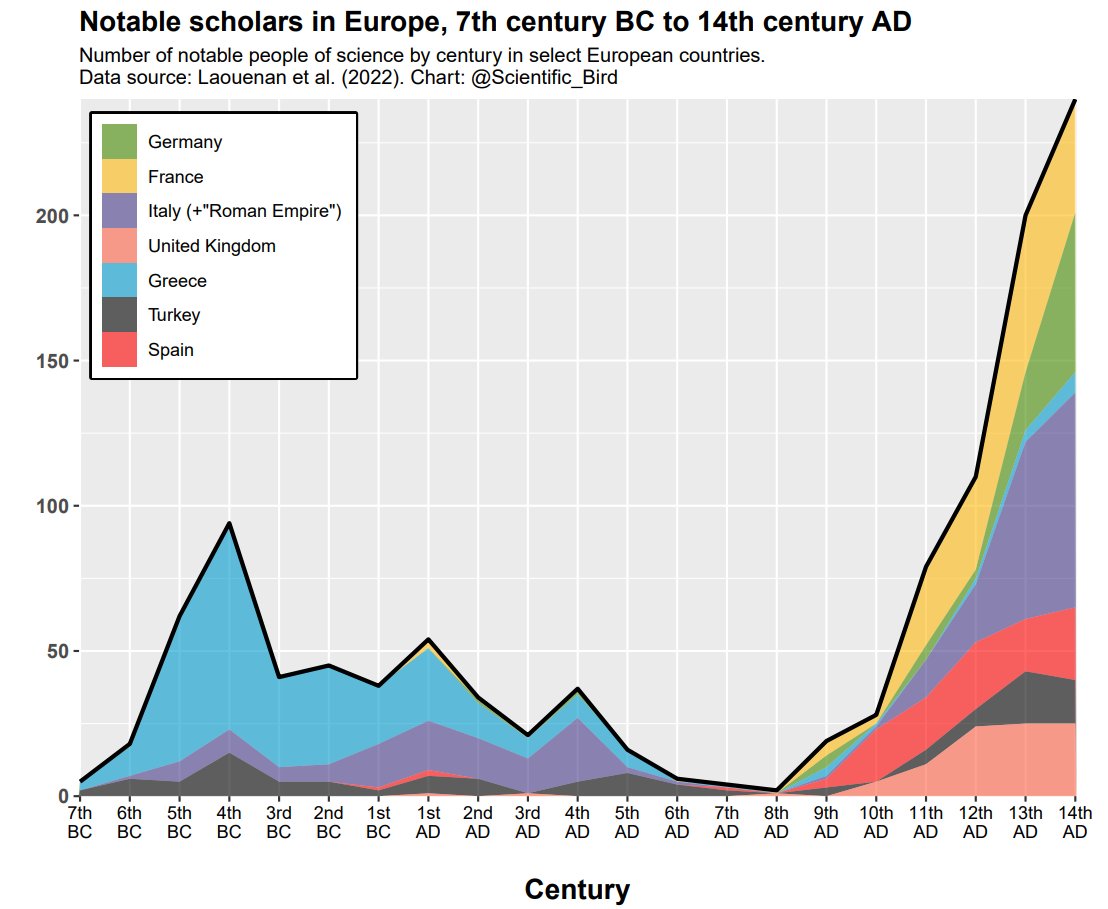 Notable scholars in Europe, 7th century BC to 14th century AD
Number of notable people of science by century in select European countries.
Data source: Laouenan et al. (2022). Chart: @Scientific_Bird
Germany
France
Italy (+"Roman Empire")
United Kingdom
Greece
Turkey
Spain
200
150
100
50
0
7th 6th 5th 4th 3rd 2nd 1st 1st 2nd 3rd 4th 5th 6th 7th 8th 9th 10th 11th 12th 13th 14th
BC BC BC BC BC BC BC AD AD AD AD AD AD AD AD AD AD AD AD AD AD
Century